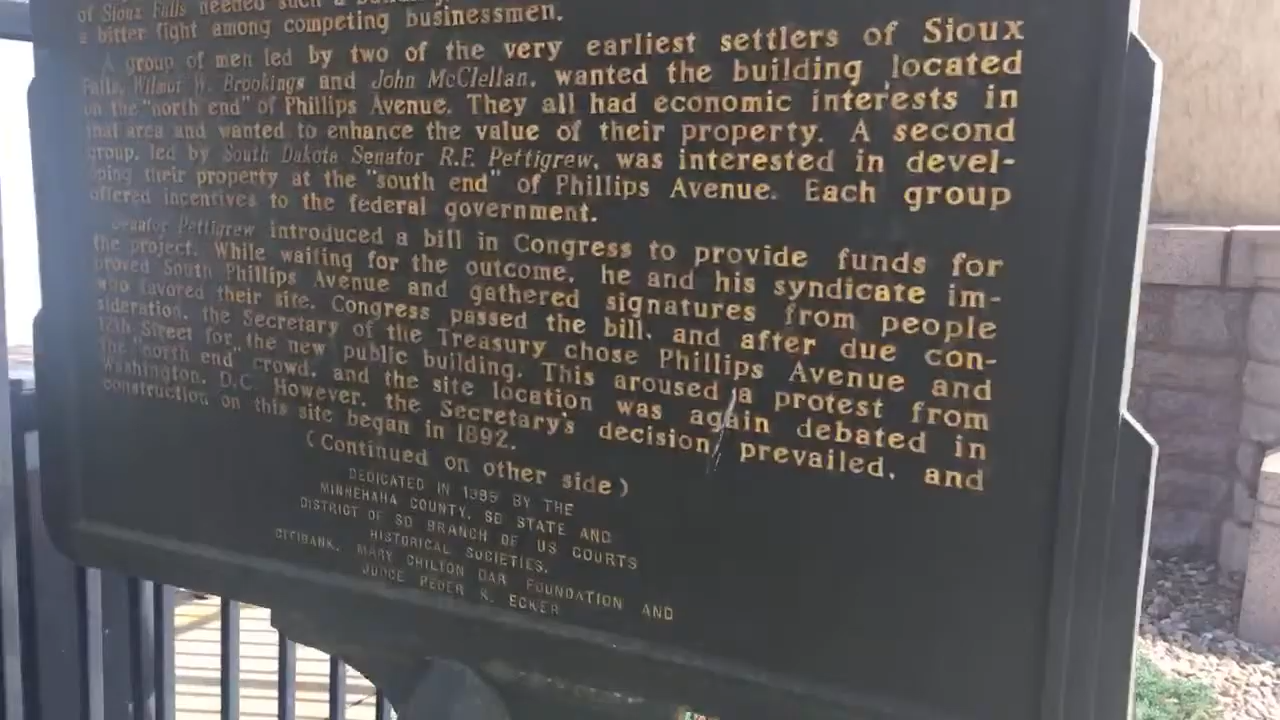 of Sioux Falls needed such a
a bitter fight among competing businessmen.
A group of men led by two of the very earliest settlers of Sioux
Falls, Wilmot W. Brookings and John McClellan, wanted the building located
on the "north end" of Phillips Avenue. They all had economic interests in
that area and wanted to enhance the value of their property. A second
group, led by South Dakota Senator R.F. Pettigrew, was interested in devel-
oping their property at the "south end" of Phillips Avenue. Each group
offered incentives to the federal government.
Senator Pettigrew introduced a bill in Congress to provide funds for
the project. While waiting for the outcome, he and his syndicate im-
proved South Phillips Avenue and gathered signatures from people
who favored their site. Congress passed the bill, and after due con-
sideration, the Secretary of the Treasury chose Phillips Avenue and
12th Street for the new public building. This aroused a protest from
the "north end" crowd, and the site location was again debated in
Washington, D.C. However, the Secretary's decision prevailed, and
construction on this site began in 1892.
(Continued on other side)
DEDICATED IN 1995 BY THE
MINNEHAHA COUNTY, SD STATE AND
DISTRICT OF SD BRANCH OF US COURTS
HISTORICAL SOCIETIES,
CITIBANK, MARY CHILTON DAR FOUNDATION AND
JUDGE PEDER K. ECKER